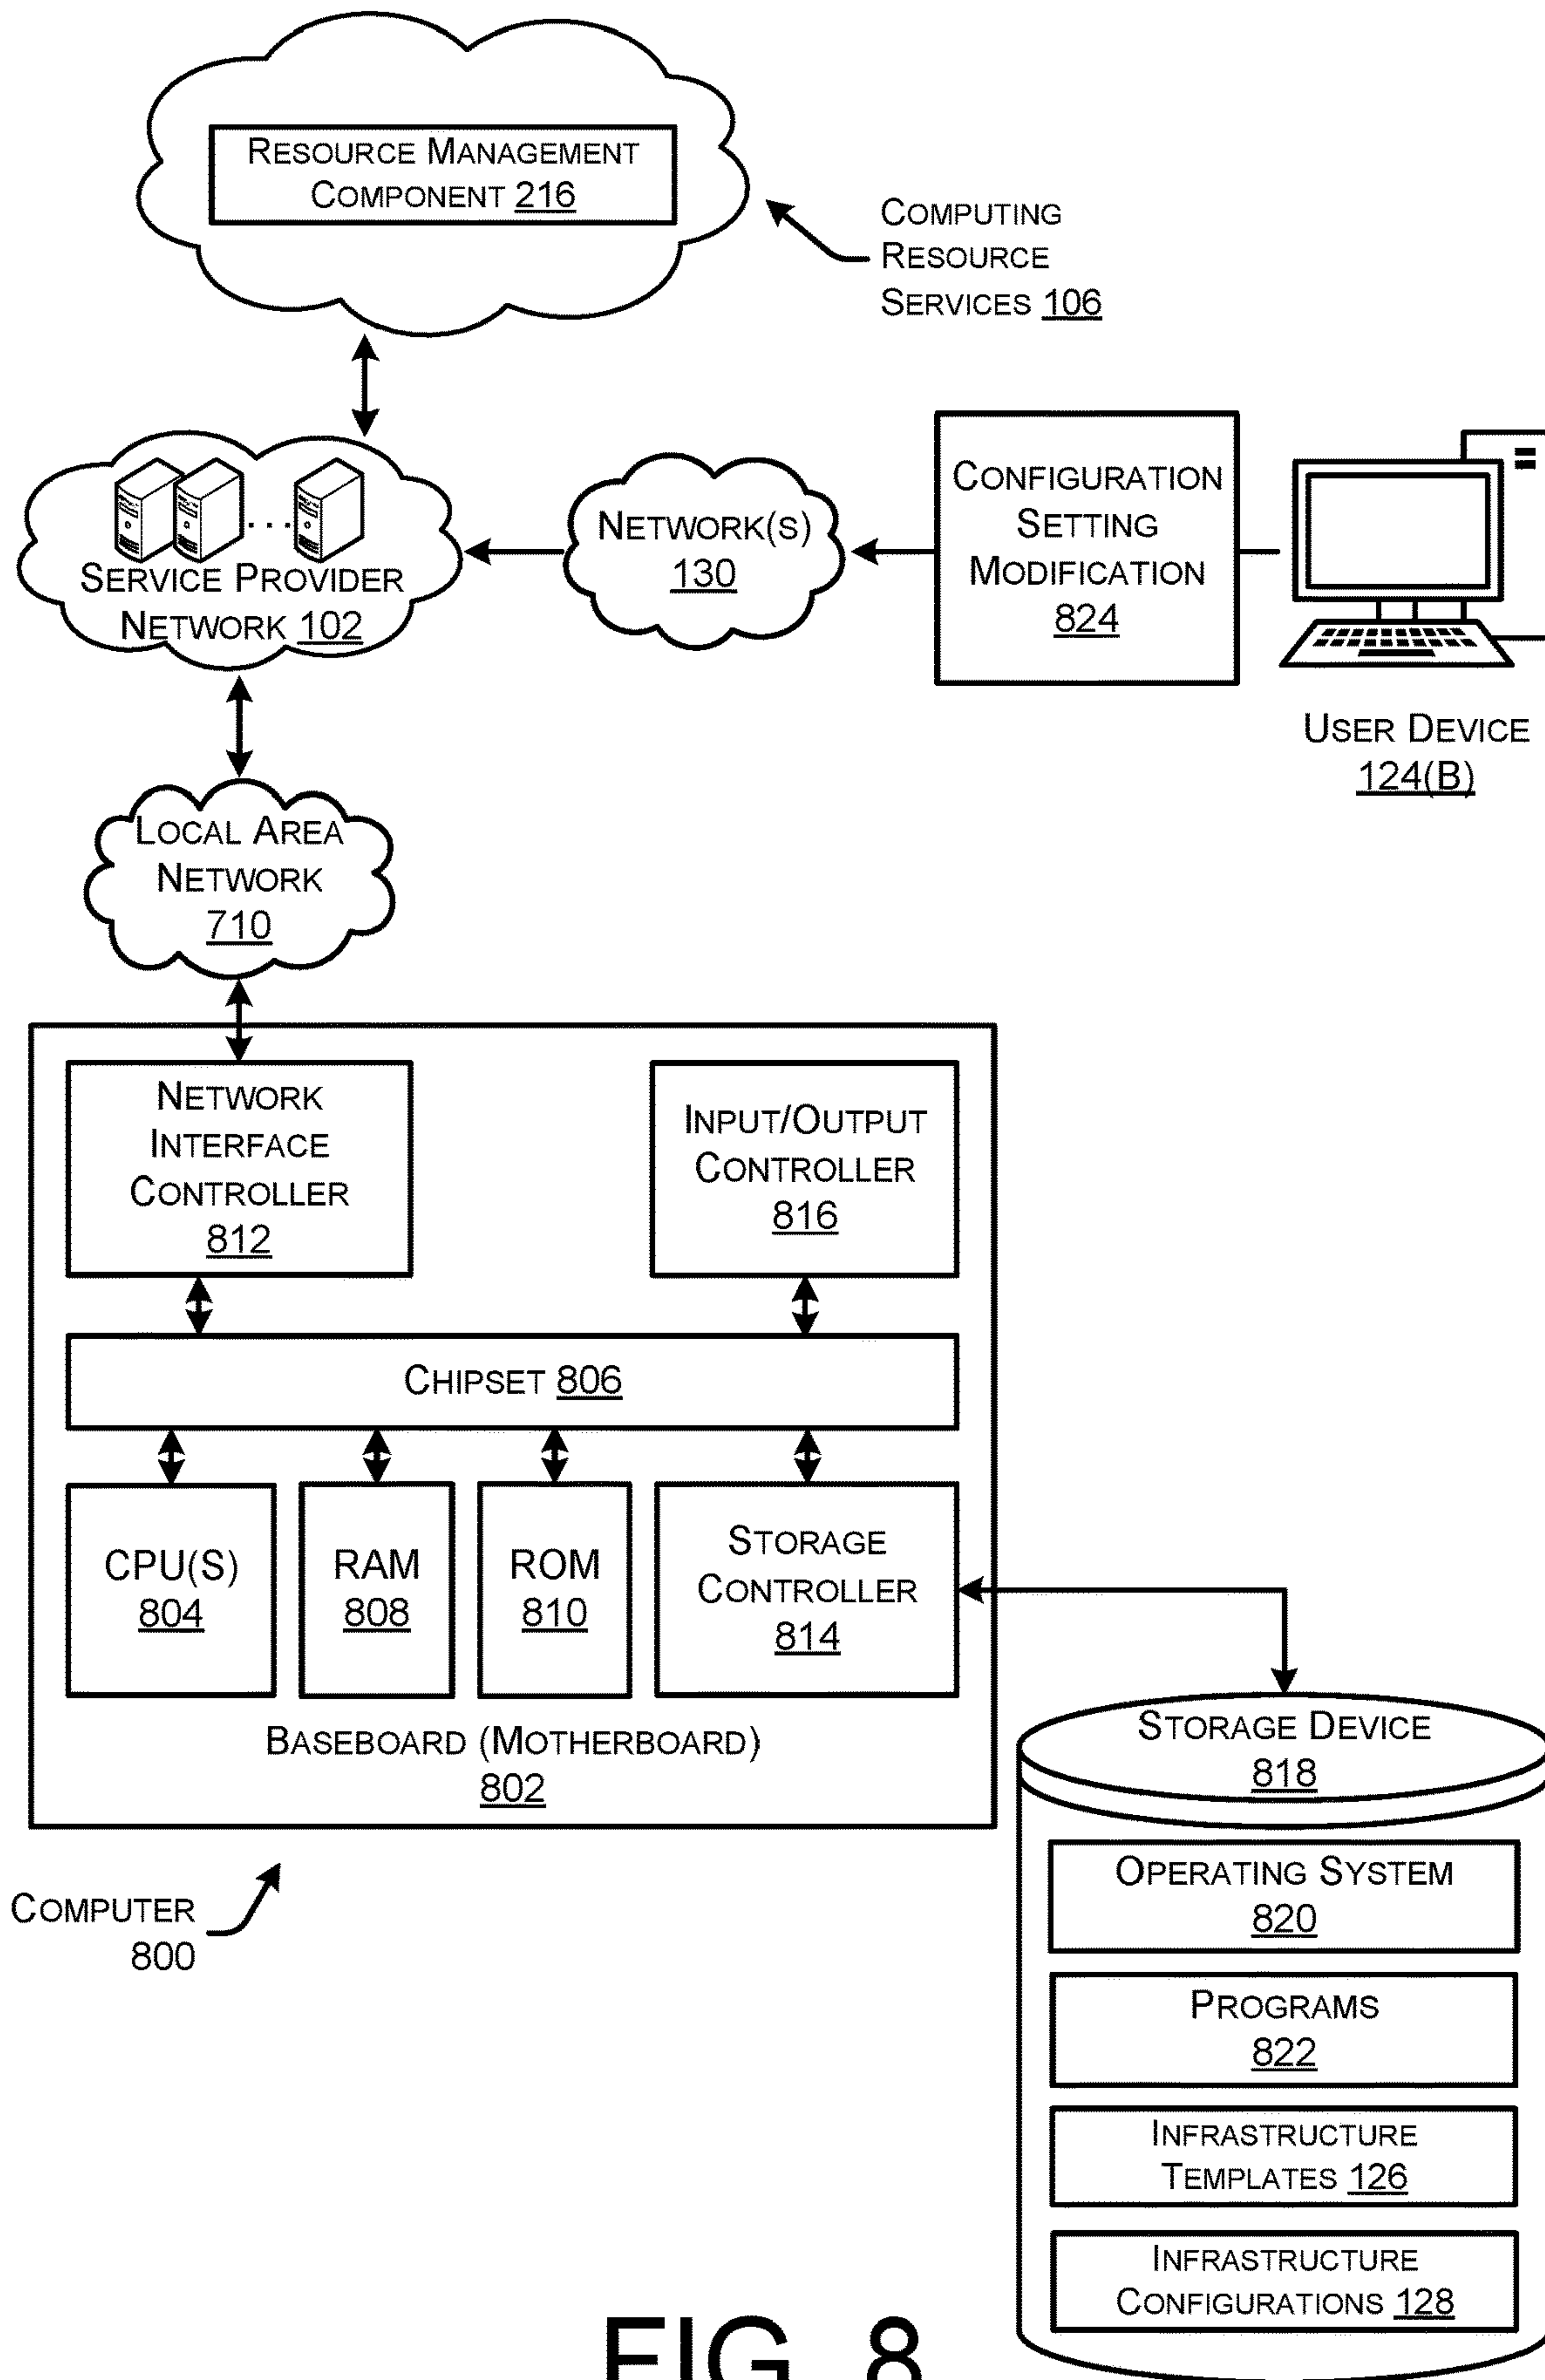 RESOURCE MANAGEMENT
COMPONENT 216
COMPUTING
RESOURCE
SERVICES 106
SERVICE PROVIDER
NETWORK 102
NETWORK(S)
130
CONFIGURATION
SETTING
MODIFICATION
824
USER DEVICE
124(B)
LOCAL AREA
NETWORK
710
NETWORK
INTERFACE
CONTROLLER
812
INPUT/OUTPUT
CONTROLLER
816
CHIPSET 806
CPU(S)
804
RAM
808
ROM
810
STORAGE
CONTROLLER
814
BASEBOARD (MOTHERBOARD)
802
COMPUTER
800
STORAGE DEVICE
818
OPERATING SYSTEM
820
PROGRAMS
822
INFRASTRUCTURE
TEMPLATES 126
INFRASTRUCTURE
CONFIGURATIONS 128
FIG. 8